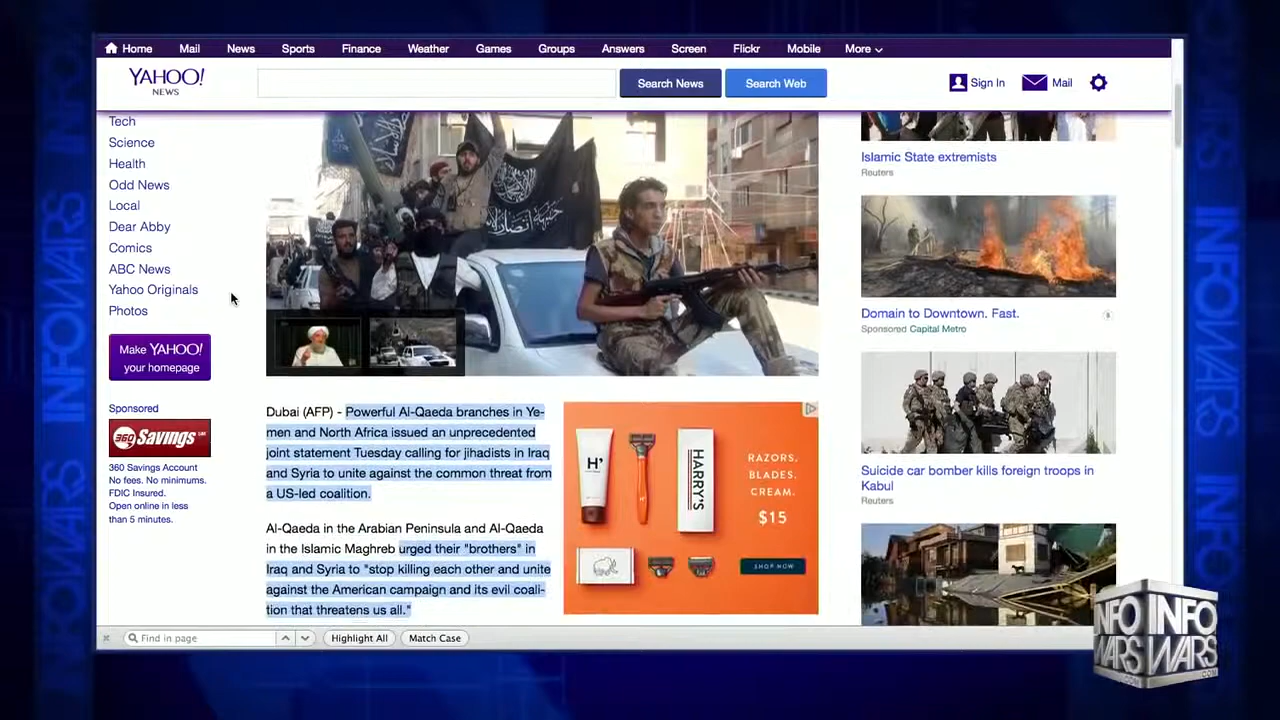 Home Mail News Sports Finance Weather Games Groups Answers Screen Flickr Mobile More
YAHOO!
NEWS
Search News
Search Web
Sign In
Mail
Tech
Science
Health
Odd News
Local
Dear Abby
Comics
ABC News
Yahoo Originals
Photos
Make YAHOO!
your homepage
Sponsored
360 Savings
360 Savings Account
No fees. No minimums.
FDIC Insured.
Open online in less
than 5 minutes.
Dubai (AFP) - Powerful Al-Qaeda branches in Ye-
men and North Africa issued an unprecedented
joint statement Tuesday calling for jihadists in Iraq
and Syria to unite against the common threat from
a US-led coalition.
Al-Qaeda in the Arabian Peninsula and Al-Qaeda
in the Islamic Maghreb urged their "brothers" in
Iraq and Syria to "stop killing each other and unite
against the American campaign and its evil coali-
tion that threatens us all."
H'
HARRY'S
RAZORS.
BLADES.
CREAM.
$15
SHOP NOW
Islamic State extremists
Reuters
Domain to Downtown. Fast.
Sponsored Capital Metro
Suicide car bomber kills foreign troops in
Kabul
Reuters
Find in page
Highlight All
Match Case
INFOWARS
INFOWARS
INFO
WARS
.COM
INFO
WARS
.COM